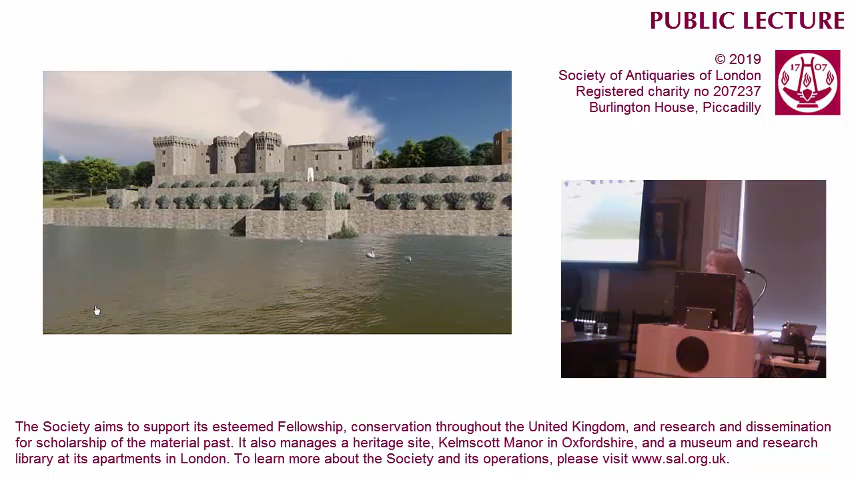 PUBLIC LECTURE
© 2019
Society of Antiquaries of London
Registered charity no 207237
Burlington House, Piccadilly
17 07
The Society aims to support its esteemed Fellowship, conservation throughout the United Kingdom, and research and dissemination
for scholarship of the material past. It also manages a heritage site, Kelmscott Manor in Oxfordshire, and a museum and research
library at its apartments in London. To learn more about the Society and its operations, please visit www.sal.org.uk.